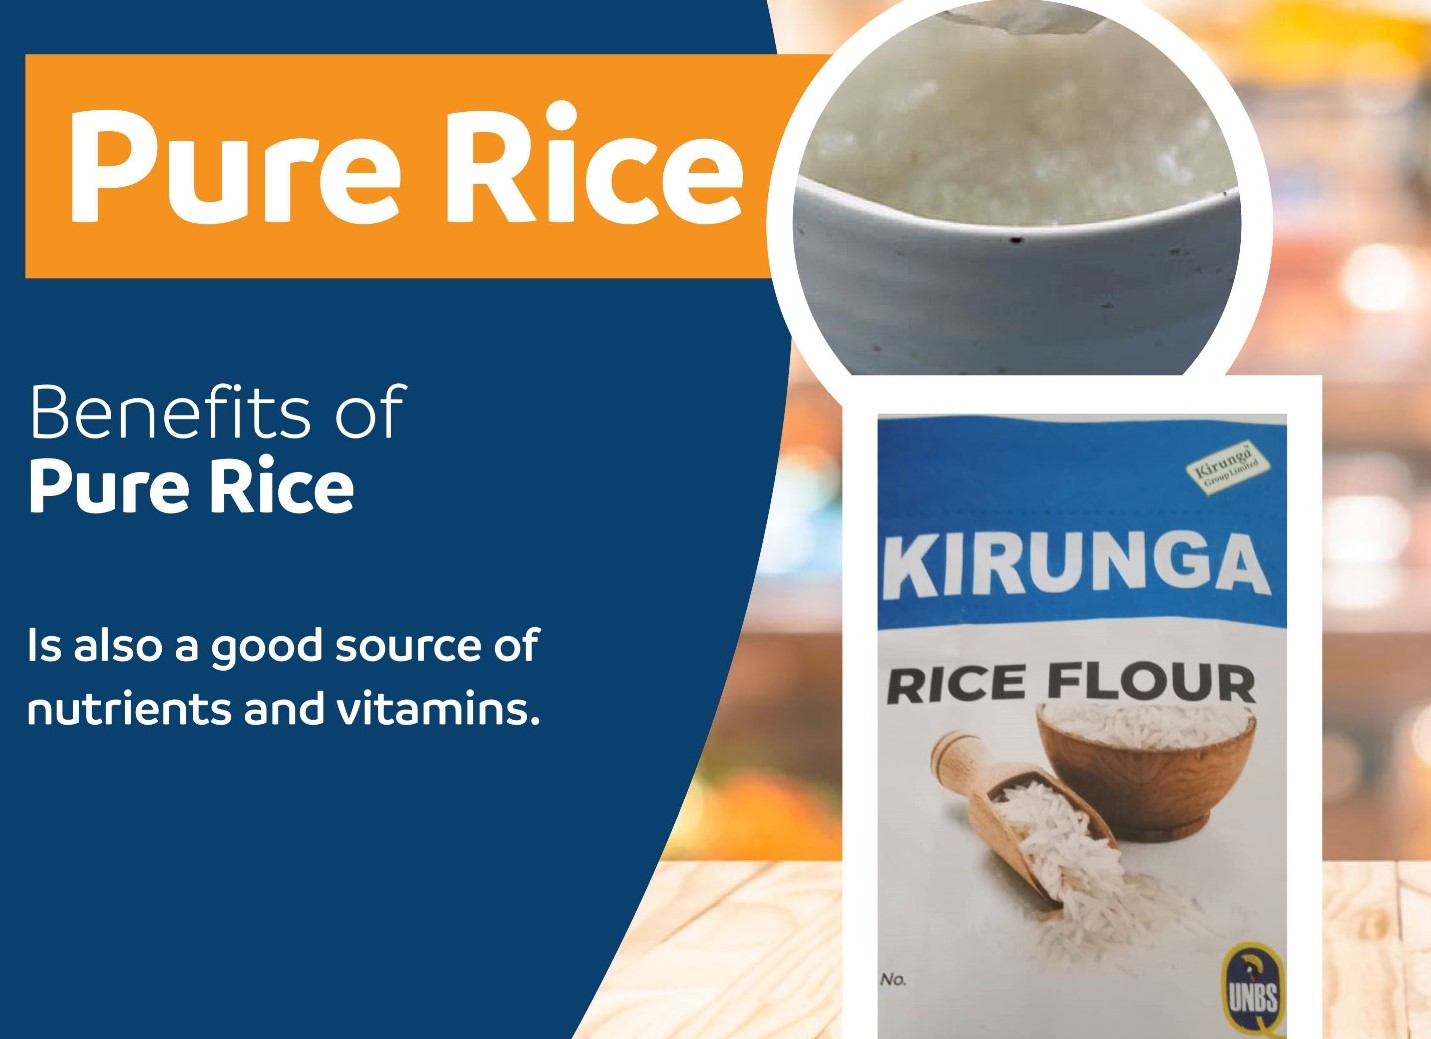 Pure Rice
Benefits of
Pure Rice
Is also a good source of
nutrients and vitamins.
Kirunga
Group Limited
KIRUNGA
RICE FLOUR
No.
UNBS